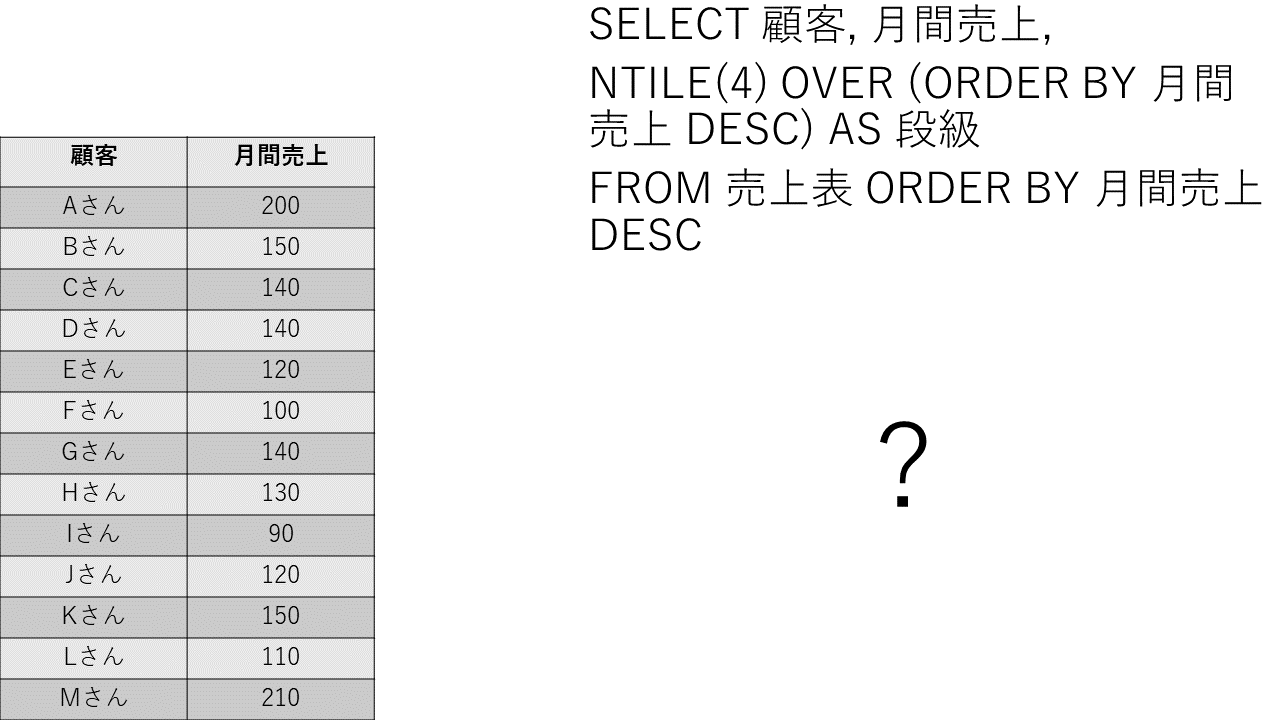 SELECT 顧客, 月間売上,
NTILE(4) OVER (ORDER BY 月間
売上 DESC) AS 段級
FROM 売上表 ORDER BY 月間売上
DESC
顧客 月間売上
Aさん 200
Bさん 150
Cさん 140
Dさん 140
Eさん 120
Fさん 100
Gさん 140
Hさん 130
Iさん 90
Jさん 120
Kさん 150
Lさん 110
Mさん 210
?